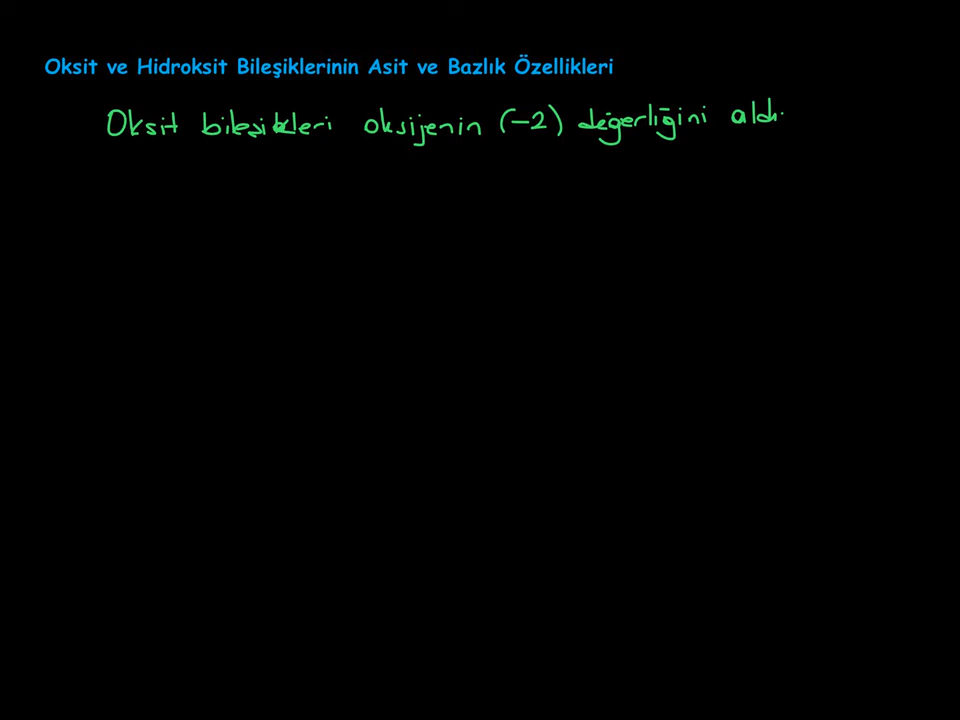 Oksit ve Hidroksit Bileşiklerinin Asit ve Bazlık Özellikleri
Oksit bileşikleri oksijenin (-2) değerliğini aldı